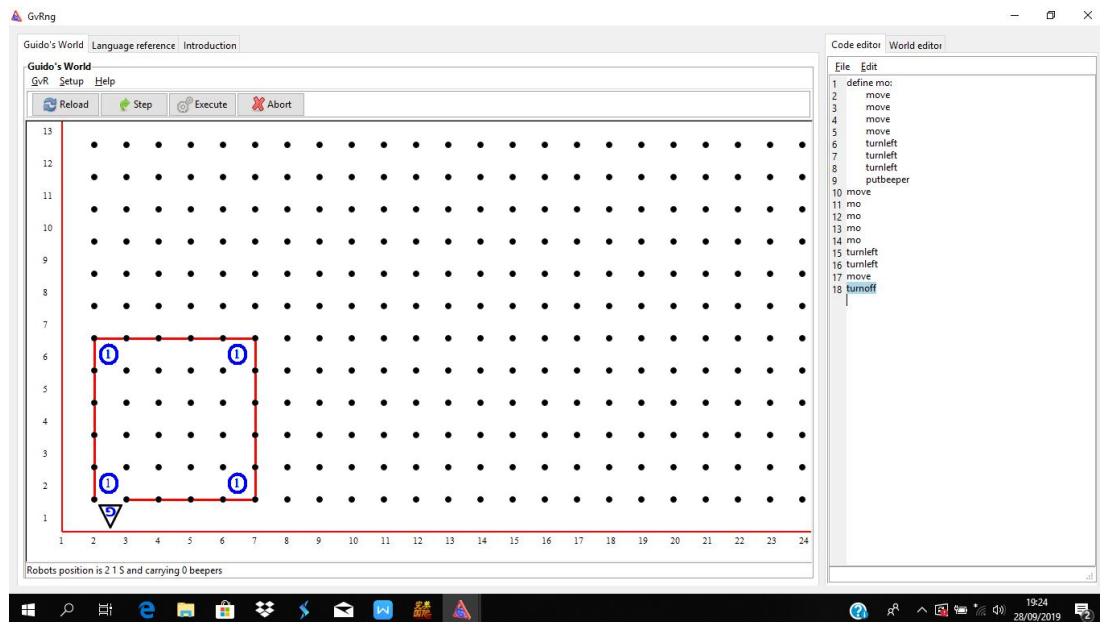 GvRng
Guido's World Language reference Introduction
Guido's World
GvR Setup Help
Reload Step Execute Abort
13
12
11
10
9
8
7
6
5
4
3
2
1
1 1
1 1
G
1 2 3 4 5 6 7 8 9 10 11 12 13 14 15 16 17 18 19 20 21 22 23 24
Robots position is 2 1 S and carrying 0 beepers
Code editor World editor
File Edit
1 define mo:
2 move
3 move
4 move
5 move
6 turnleft
7 turnleft
8 turnleft
9 putbeeper
10 move
11 mo
12 mo
13 mo
14 mo
15 turnleft
16 turnleft
17 move
18 turnoff
19:24
28/09/2019
2